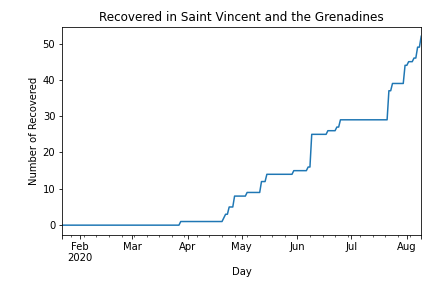 Recovered in Saint Vincent and the Grenadines
Number of Recovered
50
40
30
20
10
0
Feb Mar Apr May Jun Jul Aug
2020
Day